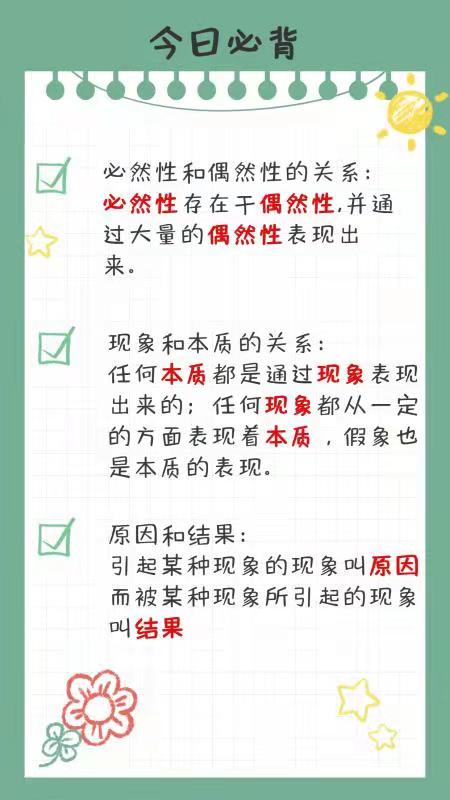 今日必背
必然性和偶然性的关系：
必然性存在干偶然性,并通
过大量的偶然性表现出
来。
现象和本质的关系：
任何本质都是通过现象表现
出来的；任何现象都从一定
的方面表现着本质，假象也
是本质的表现。
原因和结果：
引起某种现象的现象叫原因
而被某种现象所引起的现象
叫结果